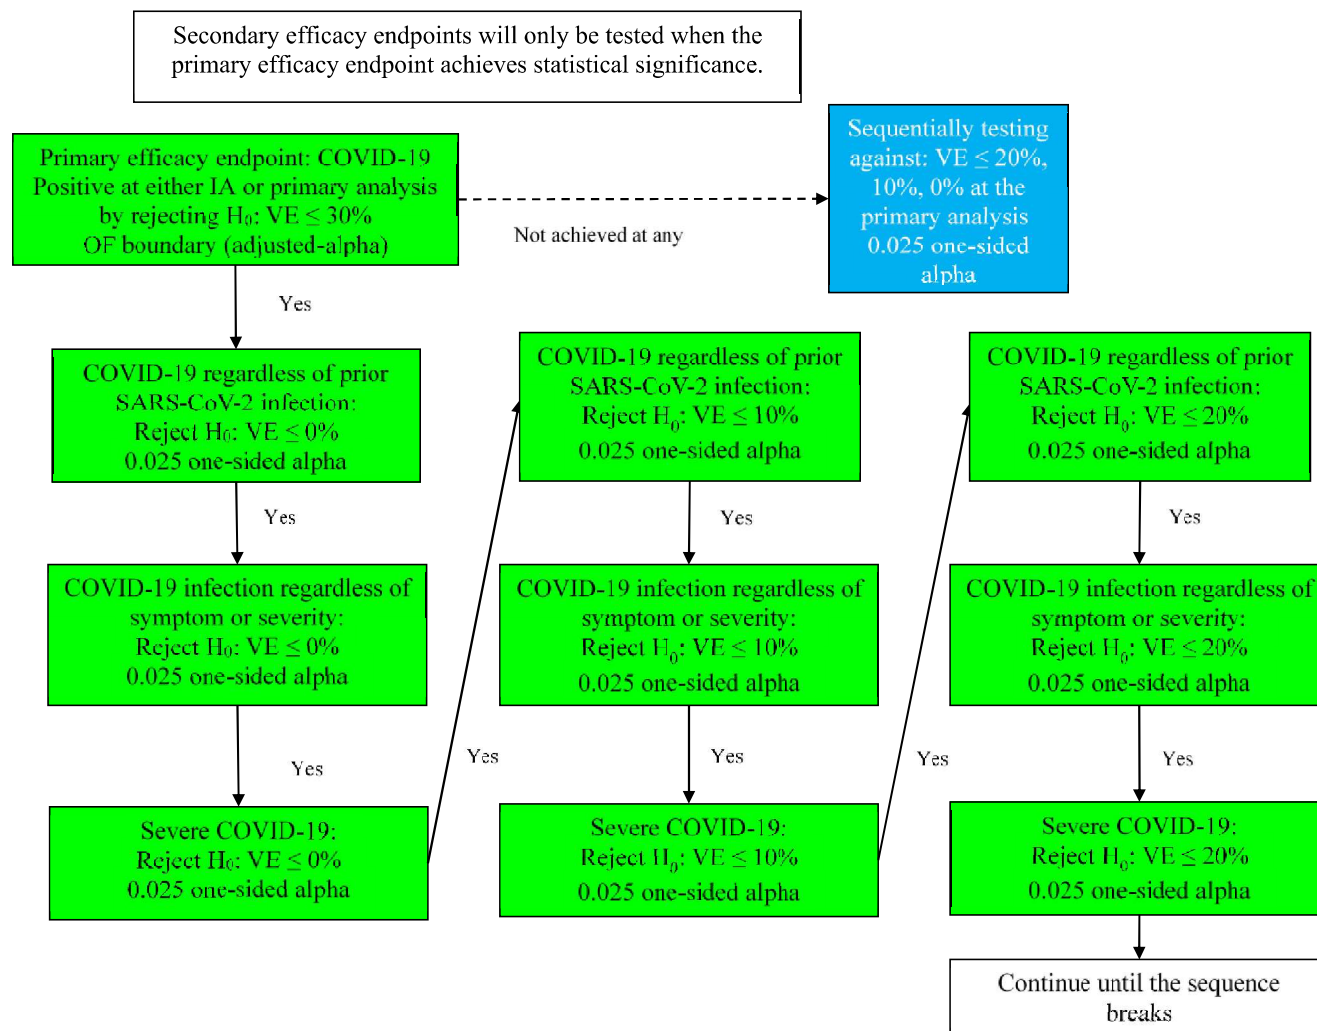 Secondary efficacy endpoints will only be tested when the
primary efficacy endpoint achieves statistical significance.
Primary efficacy endpoint: COVID-19
Positive at either IA or primary analysis
by rejecting H₀: VE ≤ 30%
OF boundary (adjusted-alpha)
Not achieved at any
Sequentially testing
against: VE ≤ 20%,
10%, 0% at the
primary analysis
0.025 one-sided
alpha
Yes
COVID-19 regardless of prior
SARS-CoV-2 infection:
Reject H₀: VE ≤ 0%
0.025 one-sided alpha
Yes
COVID-19 infection regardless of
symptom or severity:
Reject H₀: VE ≤ 0%
0.025 one-sided alpha
Yes
Severe COVID-19:
Reject H₀: VE ≤ 0%
0.025 one-sided alpha
Yes
COVID-19 regardless of prior
SARS-CoV-2 infection:
Reject H₀: VE ≤ 10%
0.025 one-sided alpha
Yes
COVID-19 infection regardless of
symptom or severity:
Reject H₀: VE ≤ 10%
0.025 one-sided alpha
Yes
Severe COVID-19:
Reject H₀: VE ≤ 10%
0.025 one-sided alpha
Yes
COVID-19 regardless of prior
SARS-CoV-2 infection:
Reject H₀: VE ≤ 20%
0.025 one-sided alpha
Yes
COVID-19 infection regardless of
symptom or severity:
Reject H₀: VE ≤ 20%
0.025 one-sided alpha
Yes
Severe COVID-19:
Reject H₀: VE ≤ 20%
0.025 one-sided alpha
Continue until the sequence
breaks